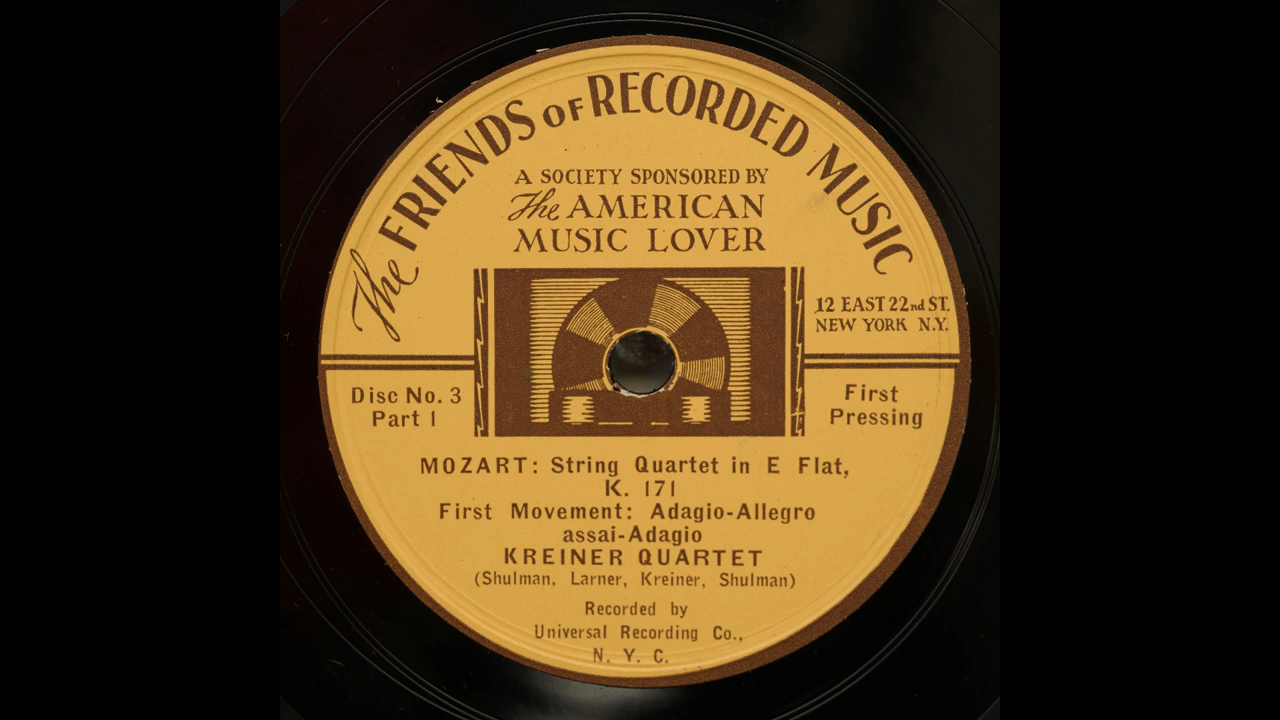 The FRIENDS OF RECORDED MUSIC
A SOCIETY SPONSORED BY
The AMERICAN
MUSIC LOVER
12 EAST 22nd ST.
NEW YORK N.Y.
Disc No. 3
Part 1
First
Pressing
MOZART: String Quartet in E Flat,
K. 171
First Movement: Adagio-Allegro
assai-Adagio
KREINER QUARTET
(Shulman, Larner, Kreiner, Shulman)
Recorded by
Universal Recording Co.,
N. Y. C.